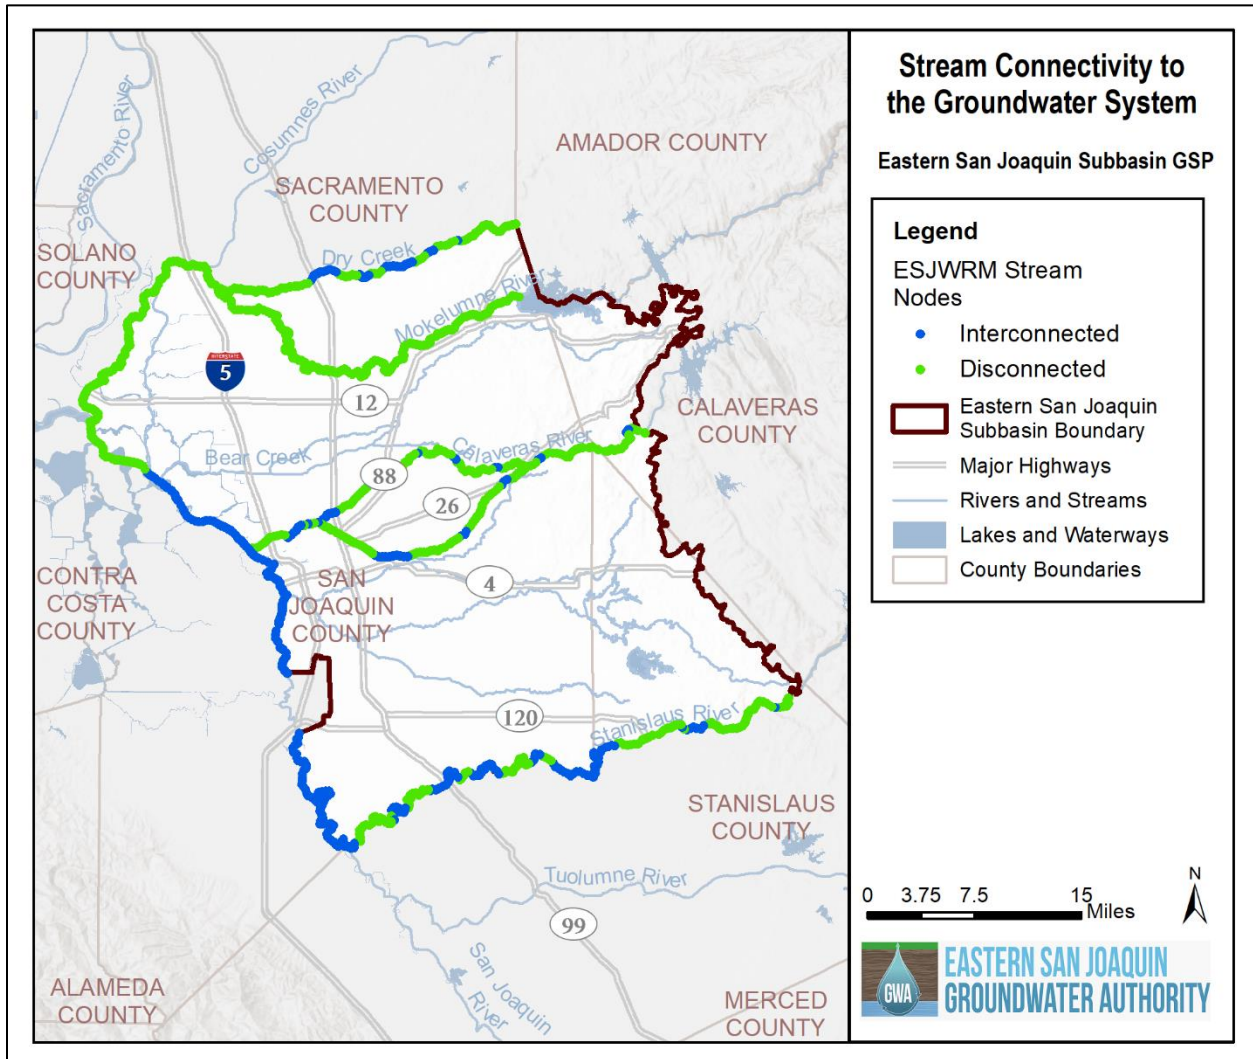 Stream Connectivity to
the Groundwater System
Eastern San Joaquin Subbasin GSP
Legend
ESJWRM Stream
Nodes
Interconnected
Disconnected
Eastern San Joaquin
Subbasin Boundary
Major Highways
Rivers and Streams
Lakes and Waterways
County Boundaries
Sacramento River
Cosumnes River
AMADOR COUNTY
SACRAMENTO
COUNTY
SOLANO
COUNTY
Dry Creek
Mokelumne River
INTERSTATE
5
12
CALAVERAS
COUNTY
Calaveras River
Bear Creek
88
26
CONTRA
COSTA
COUNTY
SAN
JOAQUIN
COUNTY
4
120
Stanislaus River
STANISLAUS
COUNTY
Tuolumne River
99
San Joaquin
River
ALAMEDA
COUNTY
MERCED
COUNTY
0 3.75 7.5 15
Miles
N
GWA
EASTERN SAN JOAQUIN
GROUNDWATER AUTHORITY